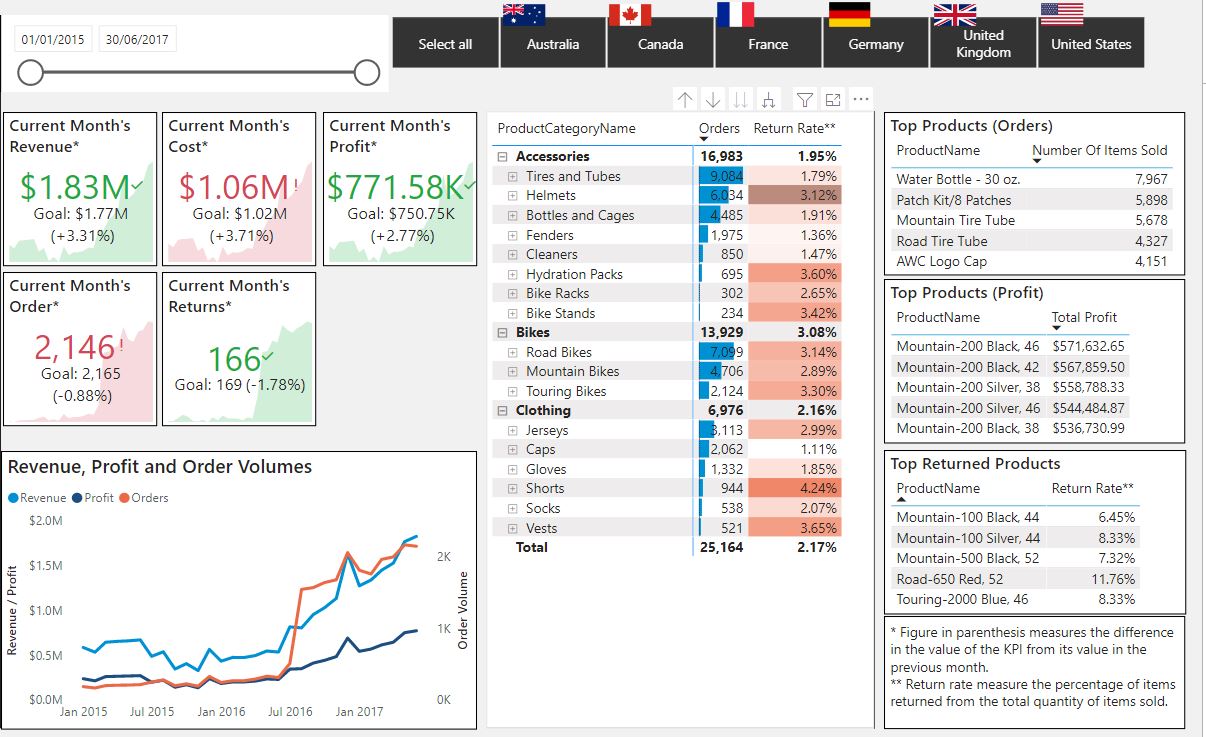 01/01/2015 30/06/2017
Select all
Australia
Canada
France
Germany
United
Kingdom
United States
Current Month's
Revenue*
$1.83M
Goal: $1.77M
(+3.31%)
Current Month's
Cost*
$1.06M!
Goal: $1.02M
(+3.71%)
Current Month's
Profit*
$771.58K
Goal: $750.75K
(+2.77%)
Current Month's
Order*
2,146!
Goal: 2,165
(-0.88%)
Current Month's
Returns*
166
Goal: 169 (-1.78%)
Revenue, Profit and Order Volumes
Revenue Profit Orders
Revenue / Profit
$2.0M
$1.5M
$1.0M
$0.5M
$0.0M
2K
1K
0K
Order Volume
Jan 2015 Jul 2015 Jan 2016 Jul 2016 Jan 2017
ProductCategoryName Orders Return Rate**
Accessories 16,983 1.95%
Tires and Tubes 9,084 1.79%
Helmets 6,034 3.12%
Bottles and Cages 4,485 1.91%
Fenders 1,975 1.36%
Cleaners 850 1.47%
Hydration Packs 695 3.60%
Bike Racks 302 2.65%
Bike Stands 234 3.42%
Bikes 13,929 3.08%
Road Bikes 7,099 3.14%
Mountain Bikes 4,706 2.89%
Touring Bikes 2,124 3.30%
Clothing 6,976 2.16%
Jerseys 3,113 2.99%
Caps 2,062 1.11%
Gloves 1,332 1.85%
Shorts 944 4.24%
Socks 538 2.07%
Vests 521 3.65%
Total 25,164 2.17%
Top Products (Orders)
ProductName Number Of Items Sold
Water Bottle - 30 oz. 7,967
Patch Kit/8 Patches 5,898
Mountain Tire Tube 5,678
Road Tire Tube 4,327
AWC Logo Cap 4,151
Top Products (Profit)
ProductName Total Profit
Mountain-200 Black, 46 $571,632.65
Mountain-200 Black, 42 $567,859.50
Mountain-200 Silver, 38 $558,788.33
Mountain-200 Silver, 46 $544,484.87
Mountain-200 Black, 38 $536,730.99
Top Returned Products
ProductName Return Rate**
Mountain-100 Black, 44 6.45%
Mountain-100 Silver, 44 8.33%
Mountain-500 Black, 52 7.32%
Road-650 Red, 52 11.76%
Touring-2000 Blue, 46 8.33%
* Figure in parenthesis measures the difference
in the value of the KPI from its value in the
previous month.
** Return rate measure the percentage of items
returned from the total quantity of items sold.